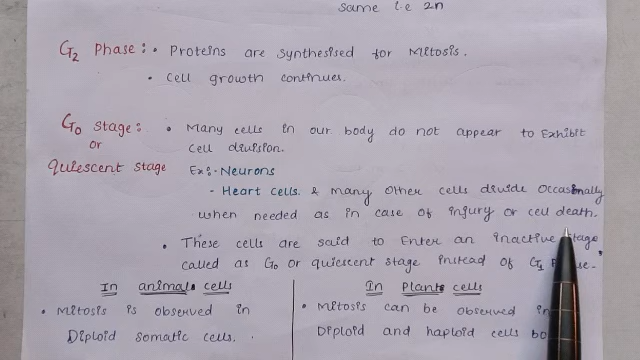 same i.e 2n
G2 Phase :- • Proteins are synthesised for Mitosis.
• Cell growth continues.
G0 Stage: • Many cells in our body do not appear to Exhibit
or cell division.
Quiescent Stage Ex:- Neurons
- Heart cells. & many other cells divide occasionally
when needed as in case of injury or cell death.
• These cells are said to Enter an inactive stage
called as G0 or quiescent stage instead of G1
In animal cells
• Mitosis is observed in
Diploid somatic cells.
In Plant cells
• Mitosis can be observed in
Diploid and haploid cells